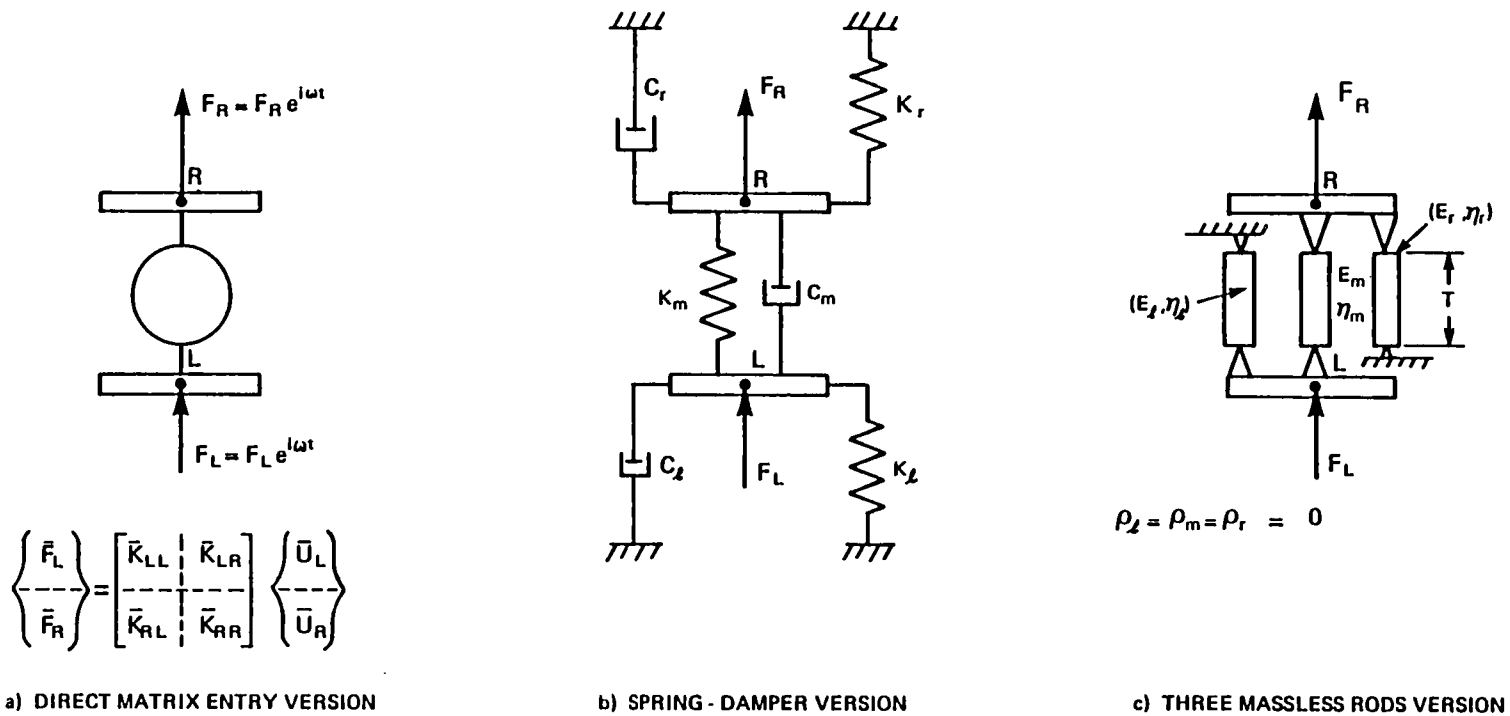 F_R = F_R e^{iωt}
R
L
F_L = F_L e^{iωt}
{F̄_L / F̄_R} = [K̄_LL K̄_LR / K̄_RL K̄_RR] {Ū_L / Ū_R}
a) DIRECT MATRIX ENTRY VERSION
C_r
F_R
K_r
R
K_m
C_m
L
C_ℓ
F_L
K_ℓ
b) SPRING - DAMPER VERSION
F_R
R
(E_r, η_r)
E_m
η_m
T
(E_ℓ, η_ℓ)
L
F_L
ρ_ℓ = ρ_m = ρ_r = 0
c) THREE MASSLESS RODS VERSION